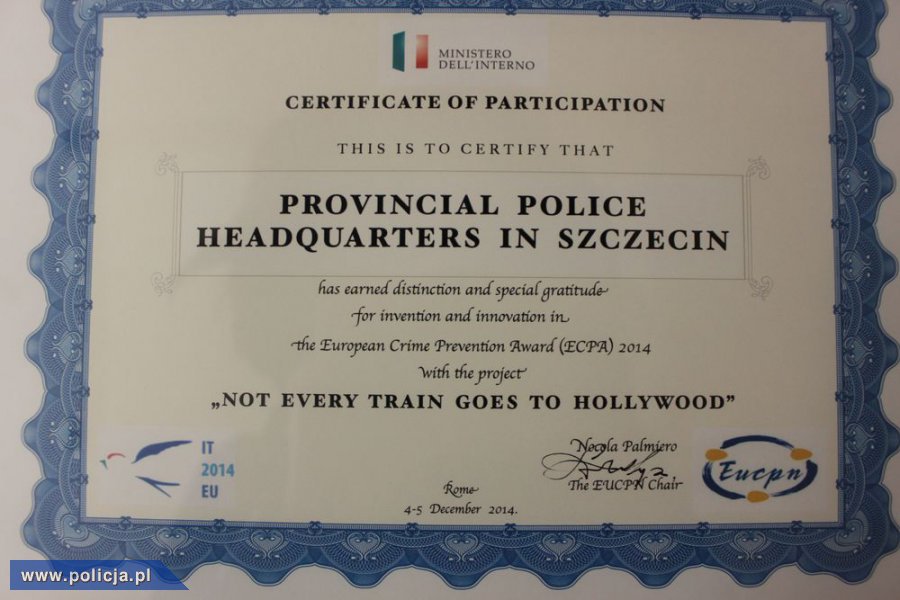 MINISTERO
DELL'INTERNO
CERTIFICATE OF PARTICIPATION
THIS IS TO CERTIFY THAT
PROVINCIAL POLICE
HEADQUARTERS IN SZCZECIN
has earned distinction and special gratitude
for invention and innovation in
the European Crime Prevention Award (ECPA) 2014
with the project
„NOT EVERY TRAIN GOES TO HOLLYWOOD”
IT
2014
EU
Nocola Palmiero
The EUCPN Chair
Eucpn
Rome
4-5 December 2014.
www.policja.pl